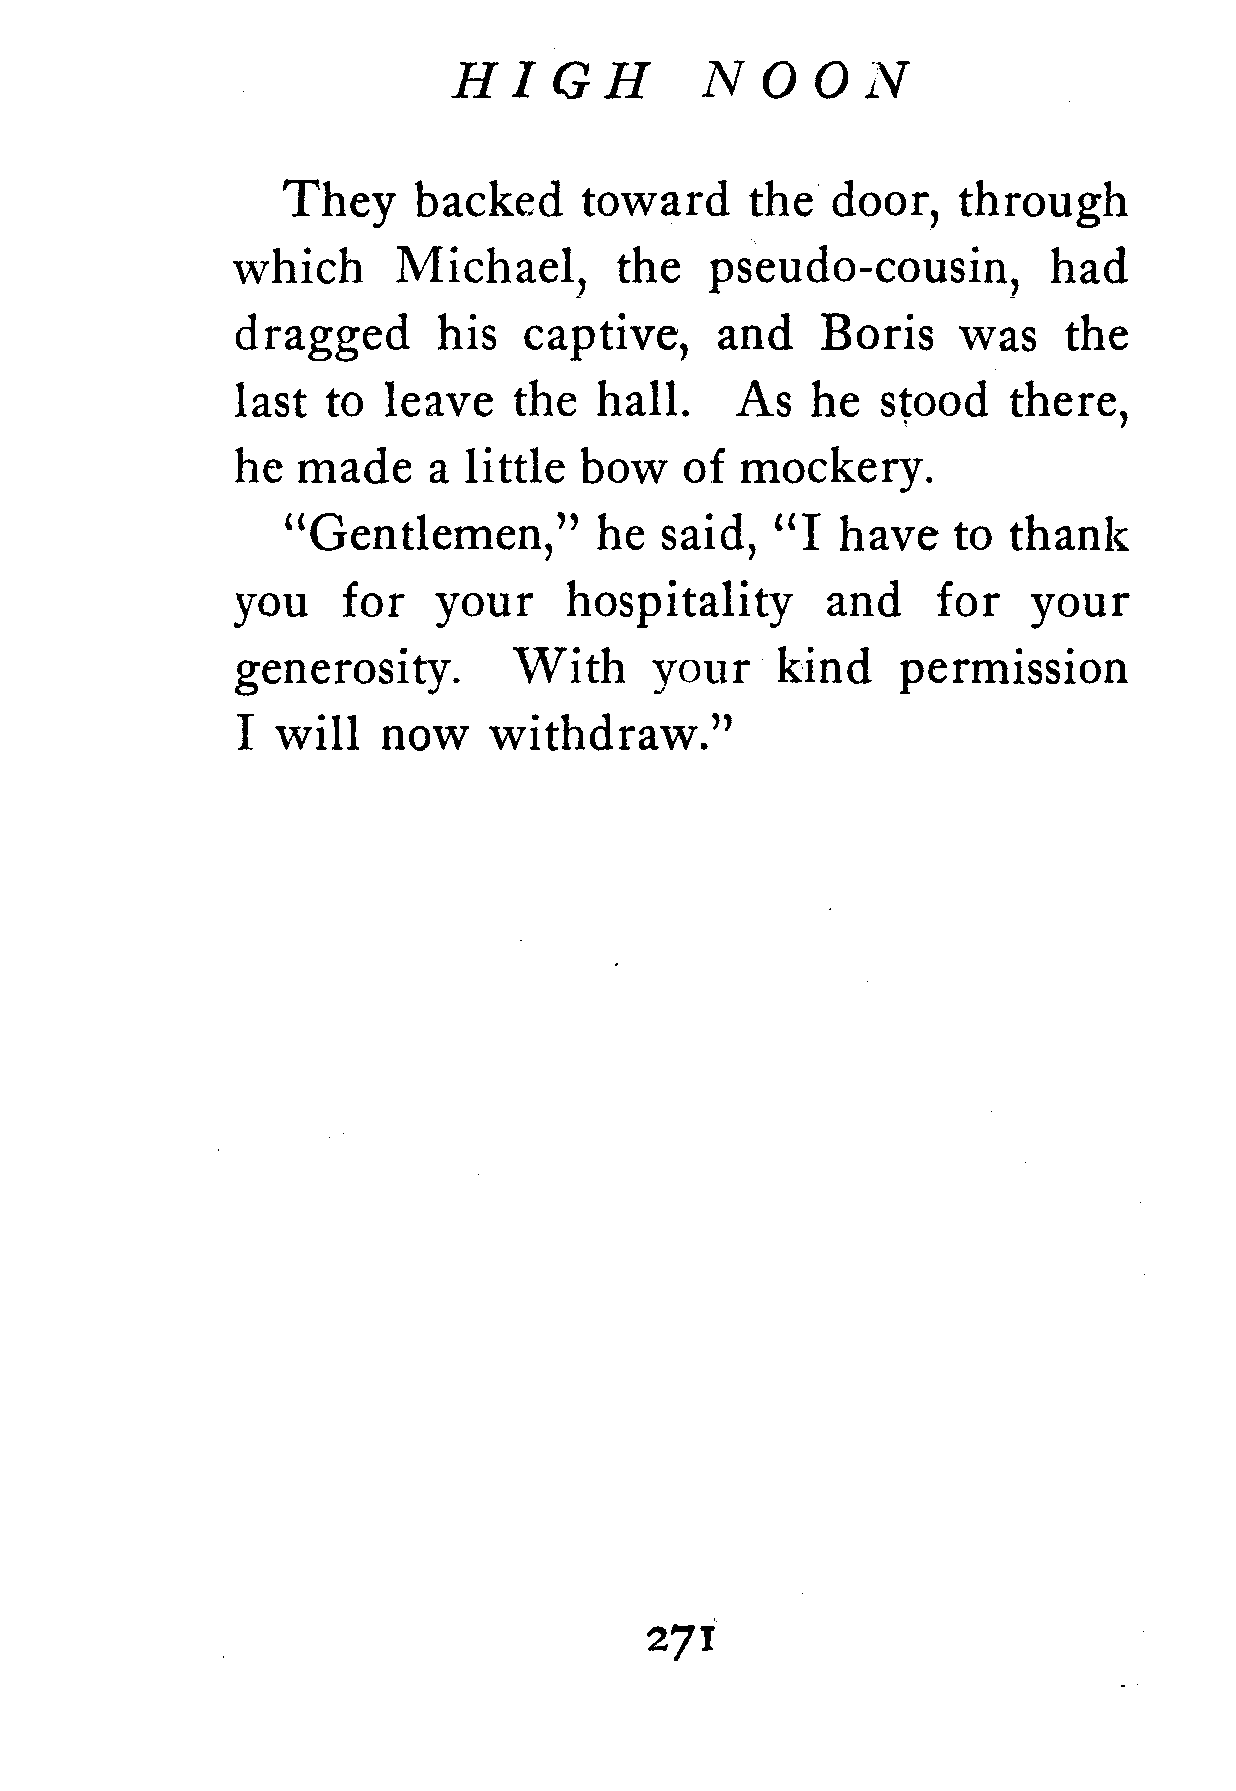 HIGH NOON
They backed toward the door, through
which Michael, the pseudo-cousin, had
dragged his captive, and Boris was the
last to leave the hall. As he stood there,
he made a little bow of mockery.
“Gentlemen,” he said, “I have to thank
you for your hospitality and for your
generosity. With your kind permission
I will now withdraw.”
271